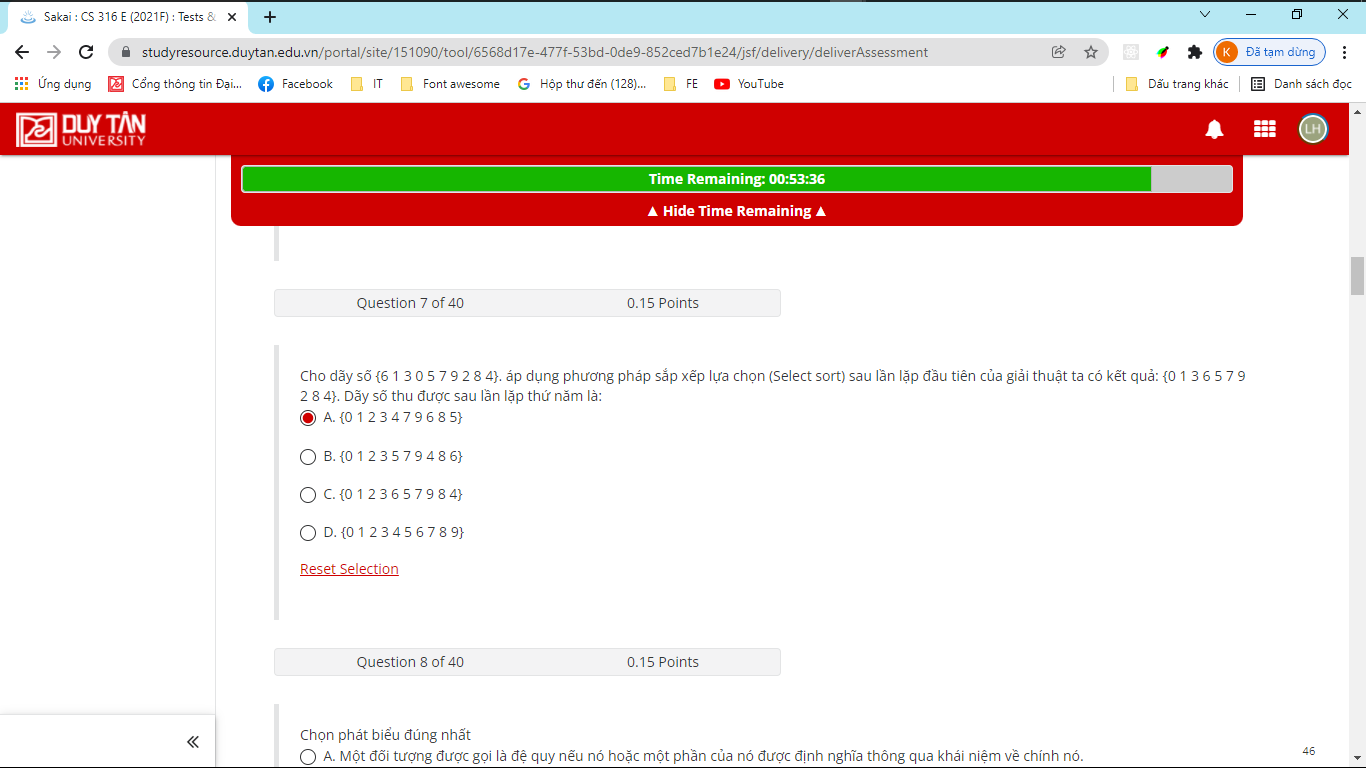 Sakai : CS 316 E (2021F) : Tests &
studyresource.duytan.edu.vn/portal/site/151090/tool/6568d17e-477f-53bd-0de9-852ced7b1e24/jsf/delivery/deliverAssessment
K Đã tạm dừng
Ứng dụng Cổng thông tin Đại... Facebook IT Font awesome Hộp thư đến (128)... FE YouTube Dấu trang khác Danh sách đọc
DUY TÂN
UNIVERSITY
LH
Time Remaining: 00:53:36
▲ Hide Time Remaining ▲
Question 7 of 40 0.15 Points
Cho dãy số {6 1 3 0 5 7 9 2 8 4}. áp dụng phương pháp sắp xếp lựa chọn (Select sort) sau lần lặp đầu tiên của giải thuật ta có kết quả: {0 1 3 6 5 7 9
2 8 4}. Dãy số thu được sau lần lặp thứ năm là:
A. {0 1 2 3 4 7 9 6 8 5}
B. {0 1 2 3 5 7 9 4 8 6}
C. {0 1 2 3 6 5 7 9 8 4}
D. {0 1 2 3 4 5 6 7 8 9}
Reset Selection
Question 8 of 40 0.15 Points
Chọn phát biểu đúng nhất
A. Một đối tượng được gọi là đệ quy nếu nó hoặc một phần của nó được định nghĩa thông qua khái niệm về chính nó.
46